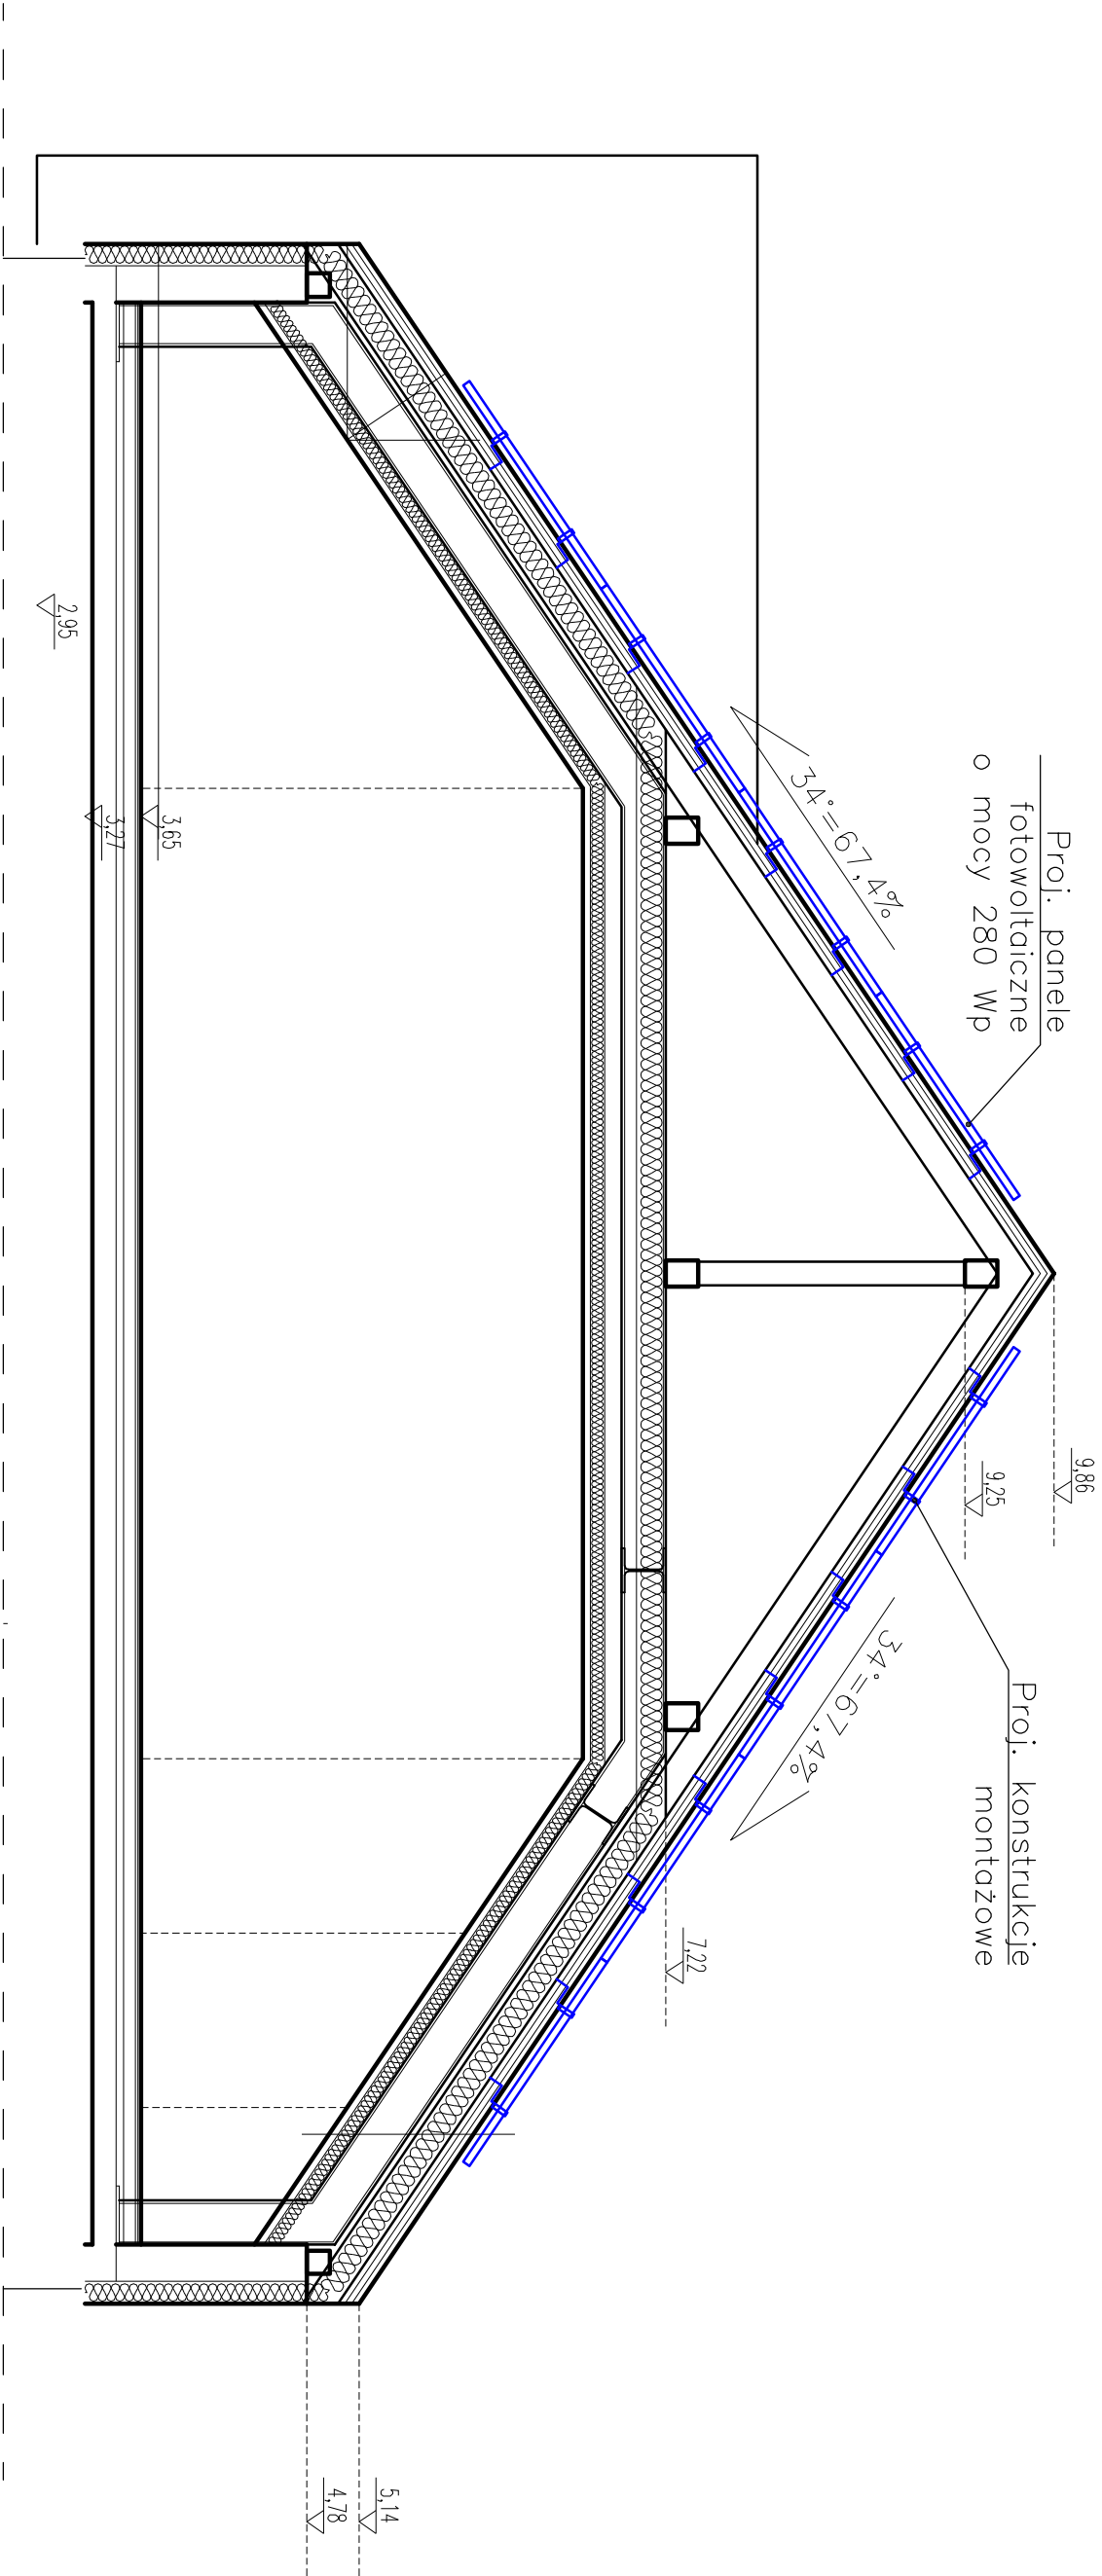 Proj. panele
fotowoltaiczne
o mocy 280 Wp
34°=67,4%
9,86
9,25
Proj. konstrukcje
montażowe
34°=67,4%
7,22
5,14
4,78
3,65
3,27
2,95